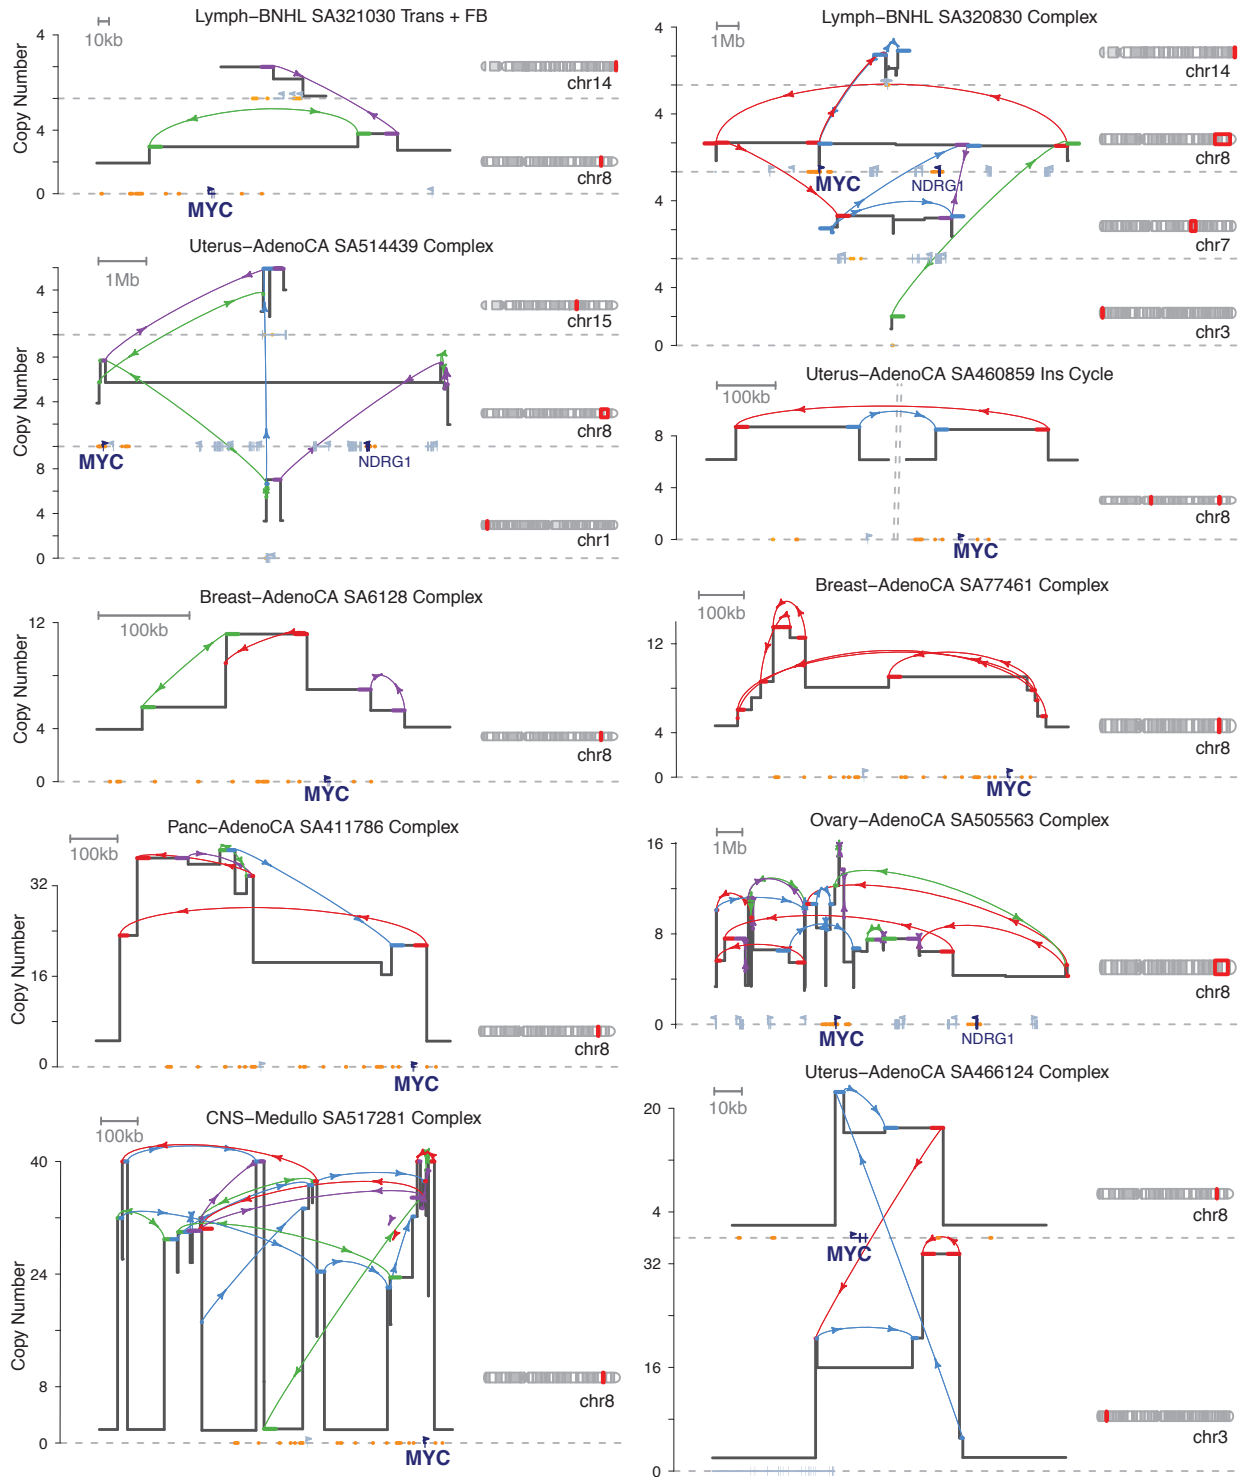 Lymph−BNHL SA321030 Trans + FB
10kb
Copy Number
4
4
0
chr14
chr8
MYC
Lymph−BNHL SA320830 Complex
1Mb
4
4
4
4
0
chr14
chr8
MYC
NDRG1
chr7
chr3
Uterus−AdenoCA SA514439 Complex
1Mb
Copy Number
4
8
4
8
4
0
chr15
chr8
MYC
NDRG1
chr1
Uterus−AdenoCA SA460859 Ins Cycle
100kb
8
4
0
chr8
MYC
Breast−AdenoCA SA6128 Complex
100kb
Copy Number
12
8
4
0
chr8
MYC
Breast−AdenoCA SA77461 Complex
100kb
12
8
4
0
chr8
MYC
Panc−AdenoCA SA411786 Complex
100kb
Copy Number
32
16
0
chr8
MYC
Ovary−AdenoCA SA505563 Complex
1Mb
16
8
0
chr8
MYC
NDRG1
CNS−Medullo SA517281 Complex
100kb
Copy Number
40
24
8
0
chr8
MYC
Uterus−AdenoCA SA466124 Complex
10kb
20
4
32
16
0
chr8
MYC
chr3